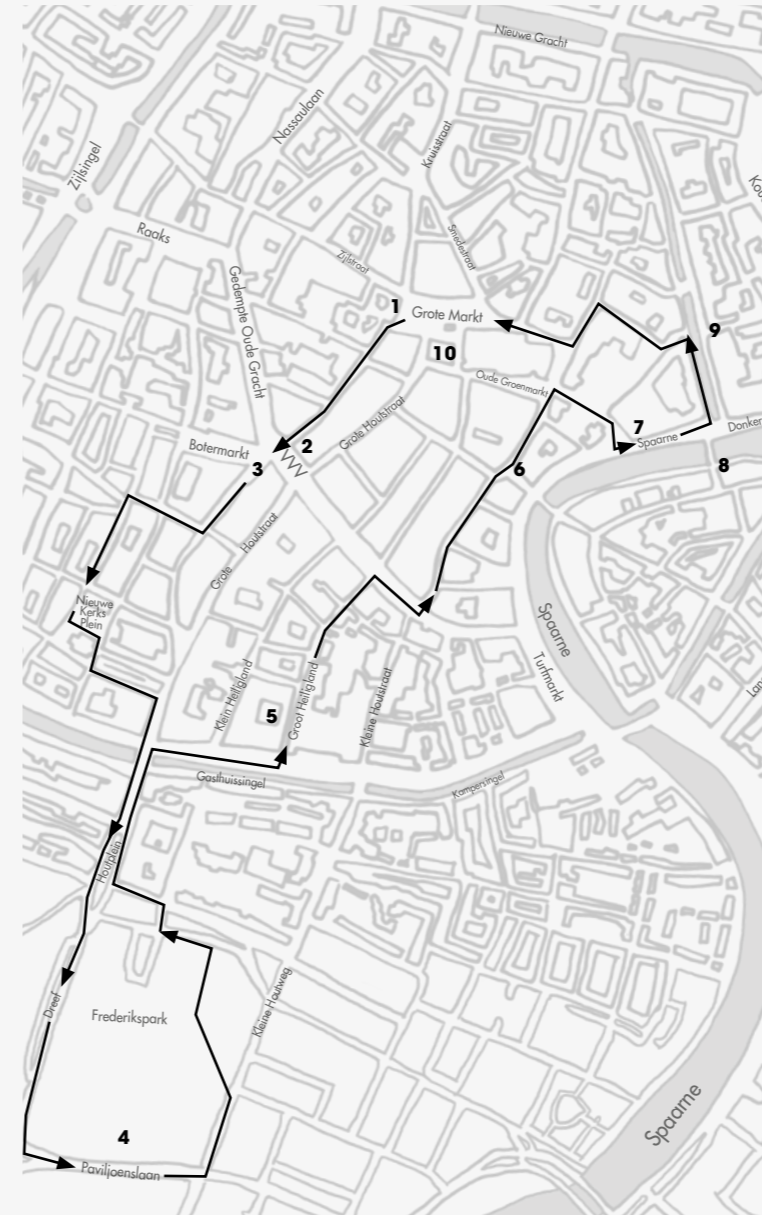 Nieuwe Gracht
Nassaulaan
Kruisstraat
Zijlsingel
Raaks
Zijlstraat
Smedestraat
Gedempte Oude Gracht
1
Grote Markt
10
9
Oude Groenmarkt
Grote Houtstraat
7
Spaarne
Donker
Botermarkt
2
3
6
8
Grote Houtstraat
Nieuwe
Kerks
Plein
Spaarne
Turfmarkt
Klein Heiligland
5
Groot Heiligland
Kleine Houtstraat
Gasthuissingel
Kampersingel
Houtplein
Dreef
Frederikspark
Kleine Houtweg
4
Paviljoenslaan
Spaarne